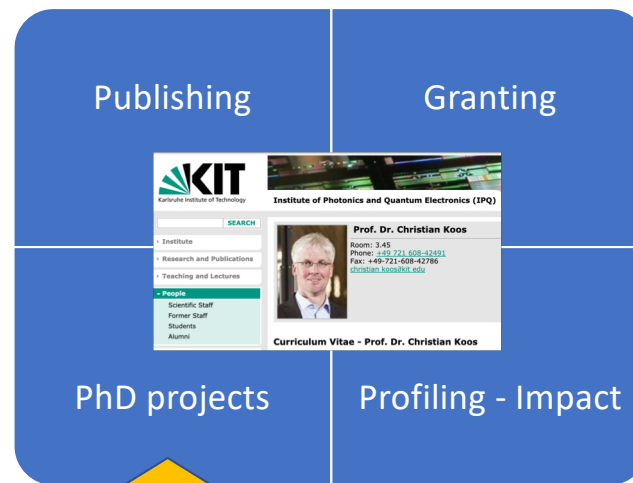 Publishing
Granting
KIT
Karlsruhe Institute of Technology
Institute of Photonics and Quantum Electronics (IPQ)
SEARCH
Institute
Research and Publications
Teaching and Lectures
- People
Scientific Staff
Former Staff
Students
Alumni
Prof. Dr. Christian Koos
Room: 3.45
Phone: +49 721 608-42491
Fax: +49-721-608-42786
christian koos∂kit edu
Curriculum Vitae - Prof. Dr. Christian Koos
PhD projects
Profiling - Impact